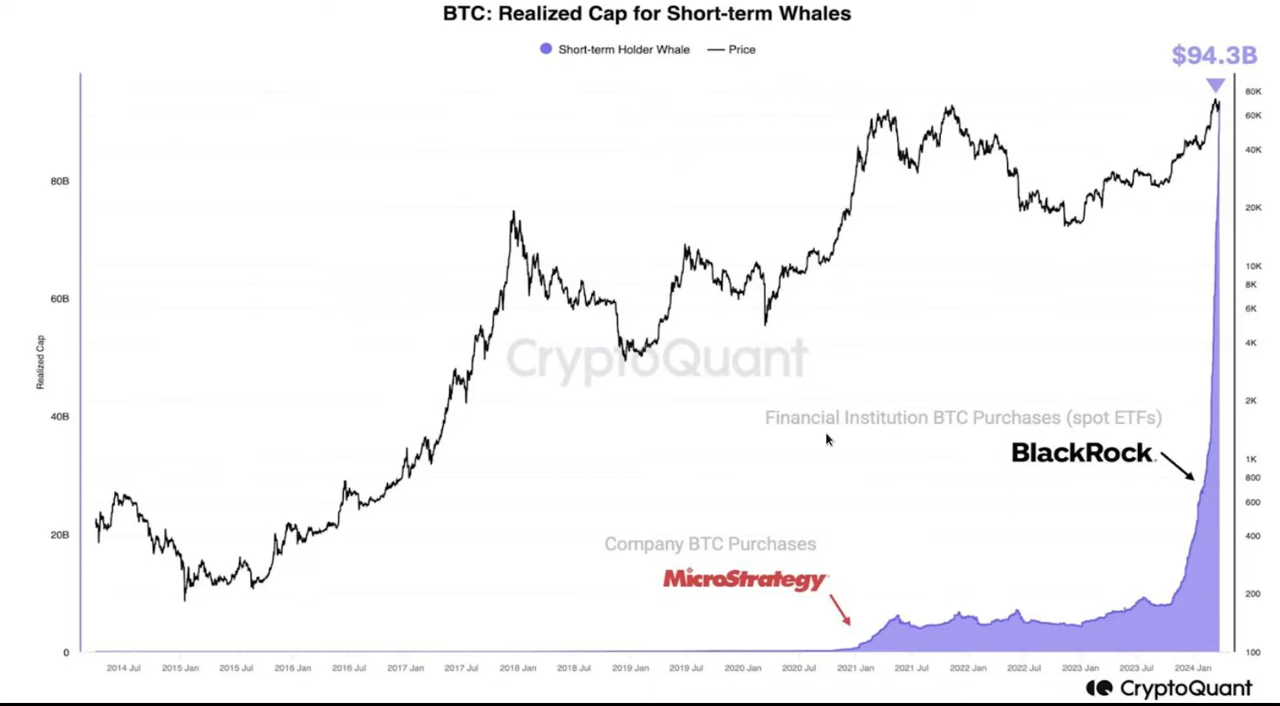 BTC: Realized Cap for Short-term Whales
Short-term Holder Whale
Price
$94.3B
Realized Cap
80B
60B
40B
20B
0
80K
60K
40K
20K
10K
8K
6K
4K
2K
1K
800
600
400
200
100
CryptoQuant
Financial Institution BTC Purchases (spot ETFs)
BlackRock.
Company BTC Purchases
MicroStrategy
2014 Jul 2015 Jan 2015 Jul 2016 Jan 2016 Jul 2017 Jan 2017 Jul 2018 Jan 2018 Jul 2019 Jan 2019 Jul 2020 Jan 2020 Jul 2021 Jan 2021 Jul 2022 Jan 2022 Jul 2023 Jan 2023 Jul 2024 Jan
CryptoQuant